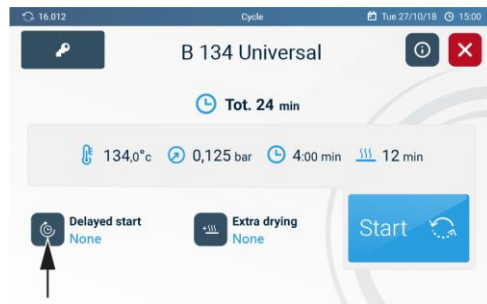 16.012 Cycle Tue 27/10/18 15:00
B 134 Universal
Tot. 24 min
134,0°c 0,125 bar 4:00 min 12 min
Delayed start Extra drying Start
None None